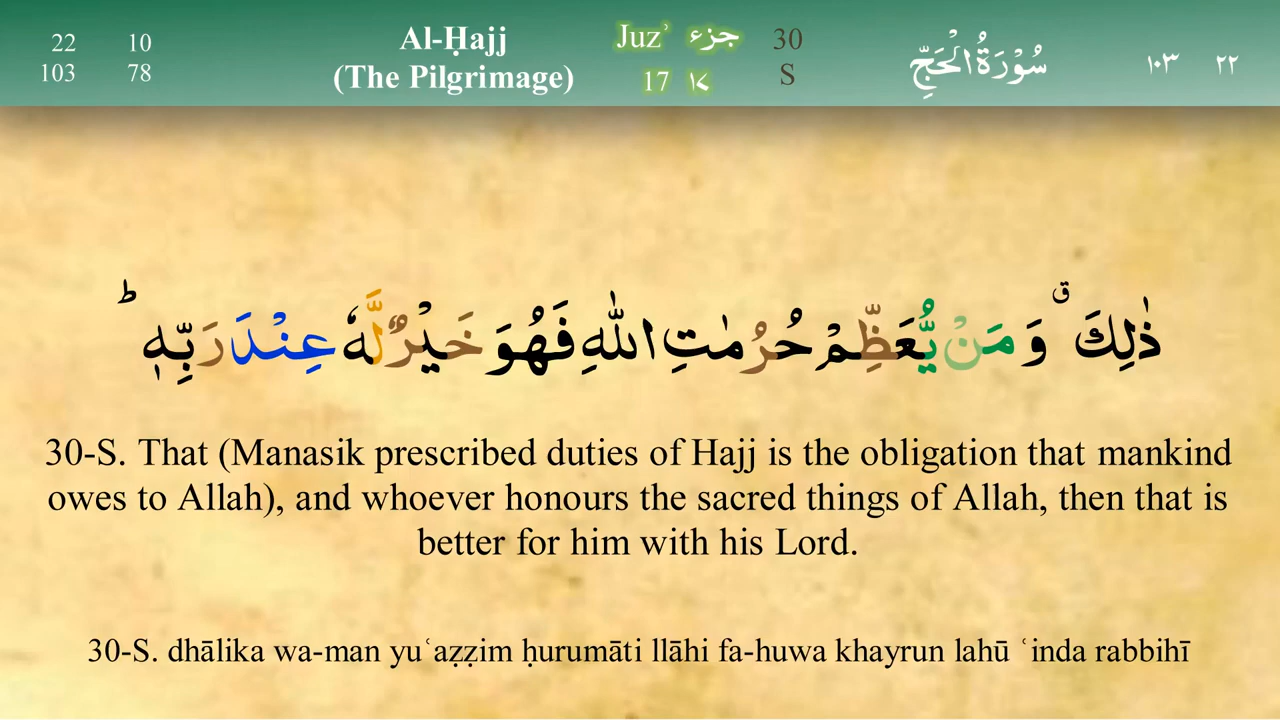 22 10 Al-Ḥajj Juzʾ جزء 30 سُوْرَةُ الْحَجِّ ١٠٣ ٢٢
103 78 (The Pilgrimage) 17 ١٧ S
ذٰلِكَ ۗ وَمَنْ يُّعَظِّمْ حُرُمٰتِ اللّٰهِ فَهُوَ خَيْرٌ لَّهٗ عِنْدَ رَبِّهٖ ؕ
30-S. That (Manasik prescribed duties of Hajj is the obligation that mankind
owes to Allah), and whoever honours the sacred things of Allah, then that is
better for him with his Lord.
30-S. dhālika wa-man yuʿaẓẓim ḥurumāti llāhi fa-huwa khayrun lahū ʿinda rabbihī